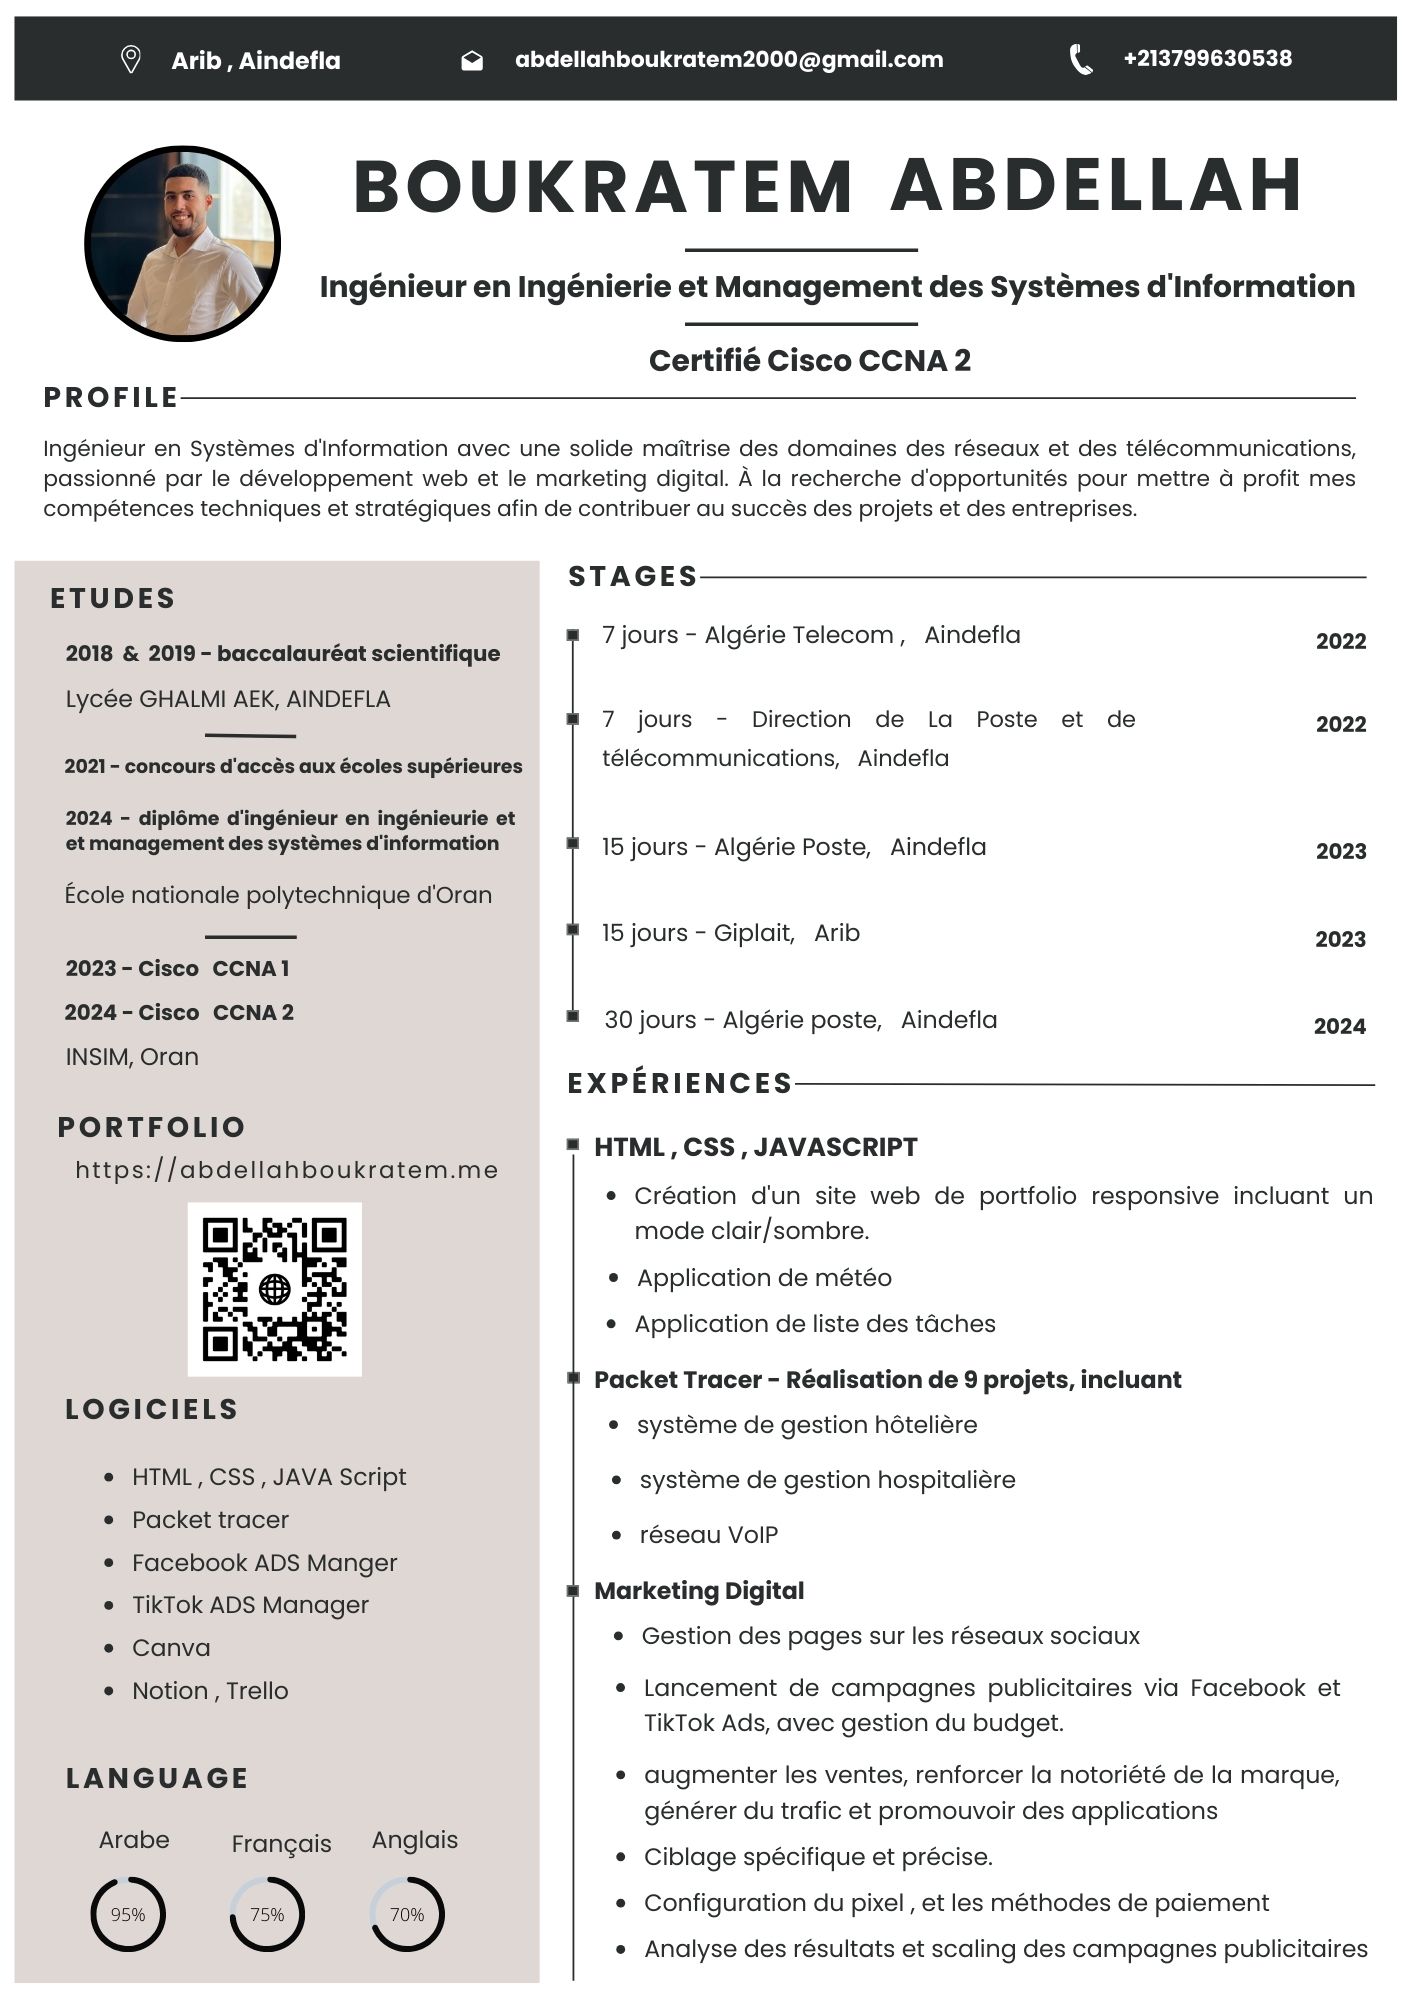 Arib , Aindefla
abdellahboukratem2000@gmail.com
+213799630538
BOUKRATEM ABDELLAH
Ingénieur en Ingénierie et Management des Systèmes d'Information
Certifié Cisco CCNA 2
PROFILE
Ingénieur en Systèmes d'Information avec une solide maîtrise des domaines des réseaux et des télécommunications,
passionné par le développement web et le marketing digital. À la recherche d'opportunités pour mettre à profit mes
compétences techniques et stratégiques afin de contribuer au succès des projets et des entreprises.
ETUDES
2018 & 2019 - baccalauréat scientifique
Lycée GHALMI AEK, AINDEFLA
2021 - concours d'accès aux écoles supérieures
2024 - diplôme d'ingénieur en ingénieurie et
et management des systèmes d'information
École nationale polytechnique d'Oran
2023 - Cisco CCNA 1
2024 - Cisco CCNA 2
INSIM, Oran
PORTFOLIO
https://abdellahboukratem.me
LOGICIELS
• HTML , CSS , JAVA Script
• Packet tracer
• Facebook ADS Manger
• TikTok ADS Manager
• Canva
• Notion , Trello
LANGUAGE
Arabe Français Anglais
95% 75% 70%
STAGES
7 jours - Algérie Telecom , Aindefla 2022
7 jours - Direction de La Poste et de 2022
télécommunications, Aindefla
15 jours - Algérie Poste, Aindefla 2023
15 jours - Giplait, Arib 2023
30 jours - Algérie poste, Aindefla 2024
EXPÉRIENCES
HTML , CSS , JAVASCRIPT
• Création d'un site web de portfolio responsive incluant un
mode clair/sombre.
• Application de météo
• Application de liste des tâches
Packet Tracer - Réalisation de 9 projets, incluant
• système de gestion hôtelière
• système de gestion hospitalière
• réseau VoIP
Marketing Digital
• Gestion des pages sur les réseaux sociaux
• Lancement de campagnes publicitaires via Facebook et
TikTok Ads, avec gestion du budget.
• augmenter les ventes, renforcer la notoriété de la marque,
générer du trafic et promouvoir des applications
• Ciblage spécifique et précise.
• Configuration du pixel , et les méthodes de paiement
• Analyse des résultats et scaling des campagnes publicitaires